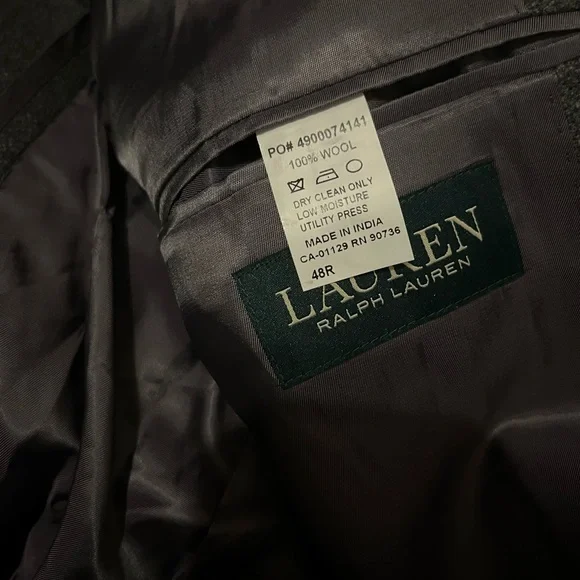 PO# 4900074141
100% WOOL
DRY CLEAN ONLY
LOW MOISTURE
UTILITY PRESS
MADE IN INDIA
CA-01129 RN 90736
48R
LAUREN
RALPH LAUREN